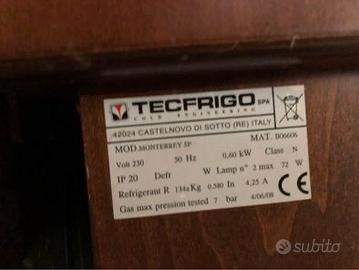 TECFRIGO SPA
COLD ENGINEERING
42024 CASTELNOVO DI SOTTO (RE) ITALY
MOD.MONTERREY 5P MAT. B06606
Volt 230 50 Hz 0,60 kW Class N
IP 20 Defr W Lamp n° 2 max 72 W
Refrigerant R 134a Kg 0.580 In 4,25 A
Gas max pression tested 7 bar 4/06/08
CE
subito